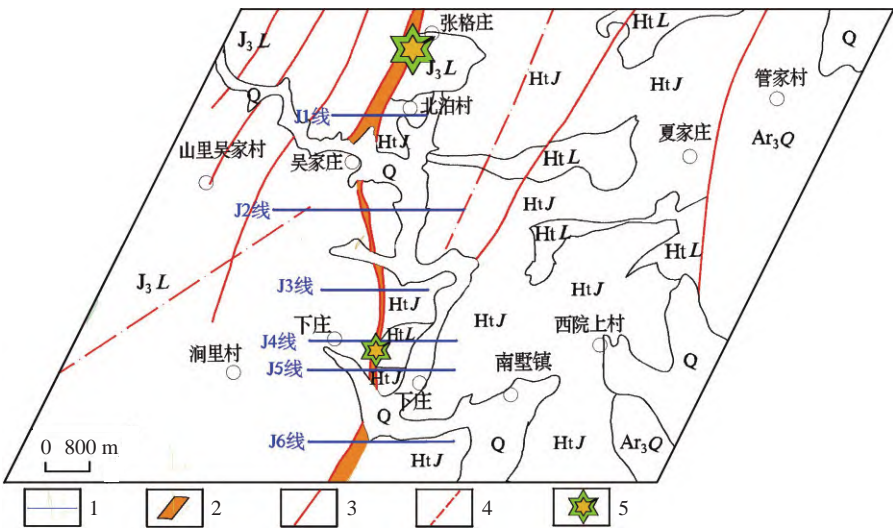 张格庄
HtL
Q
J₃L
J₃L
HtJ
HtJ
管家村
Q
北泊村
J1线
HtJ
夏家庄
Ar₃Q
山里吴家村
吴家庄
Q
HtL
J2线
HtJ
HtL
HtL
J₃L
J3线
HtJ
HtJ
下庄
J4线
HtL
HtJ
西院上村
涧里村
J5线
HtJ
下庄
南墅镇
Q
Q
J6线
HtJ
Q
HtJ
Ar₃Q
0 800 m
1
2
3
4
5